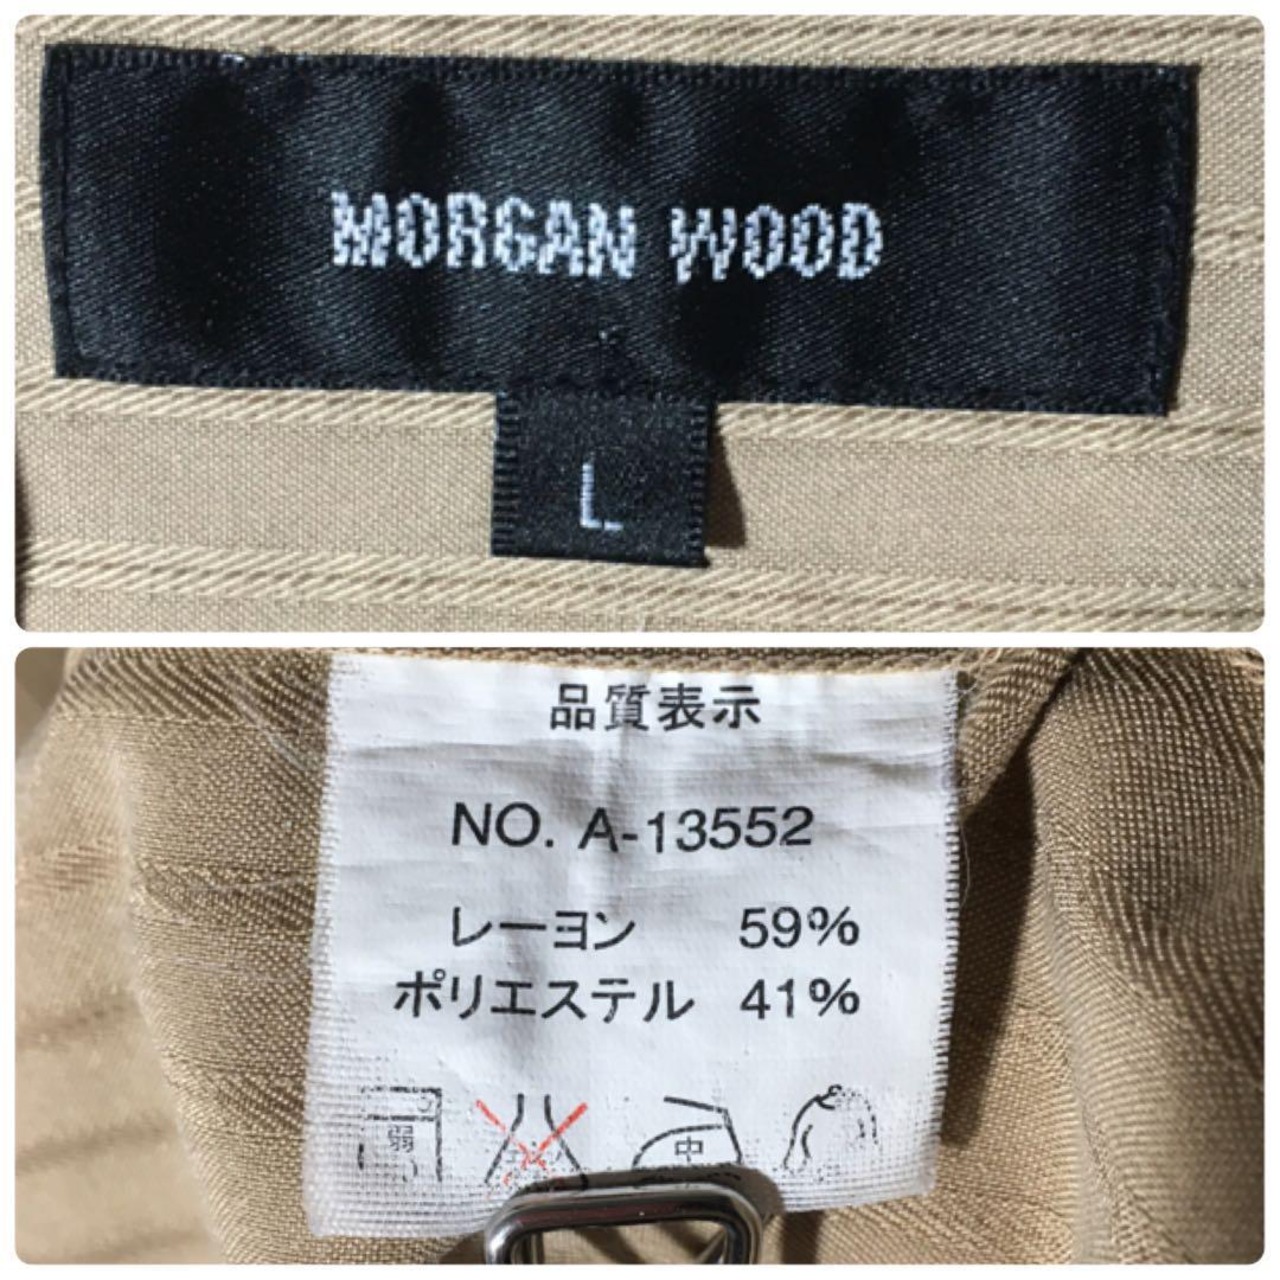 MORGAN WOOD
L
品質表示
NO. A-13552
レーヨン 59%
ポリエステル 41%
弱
中